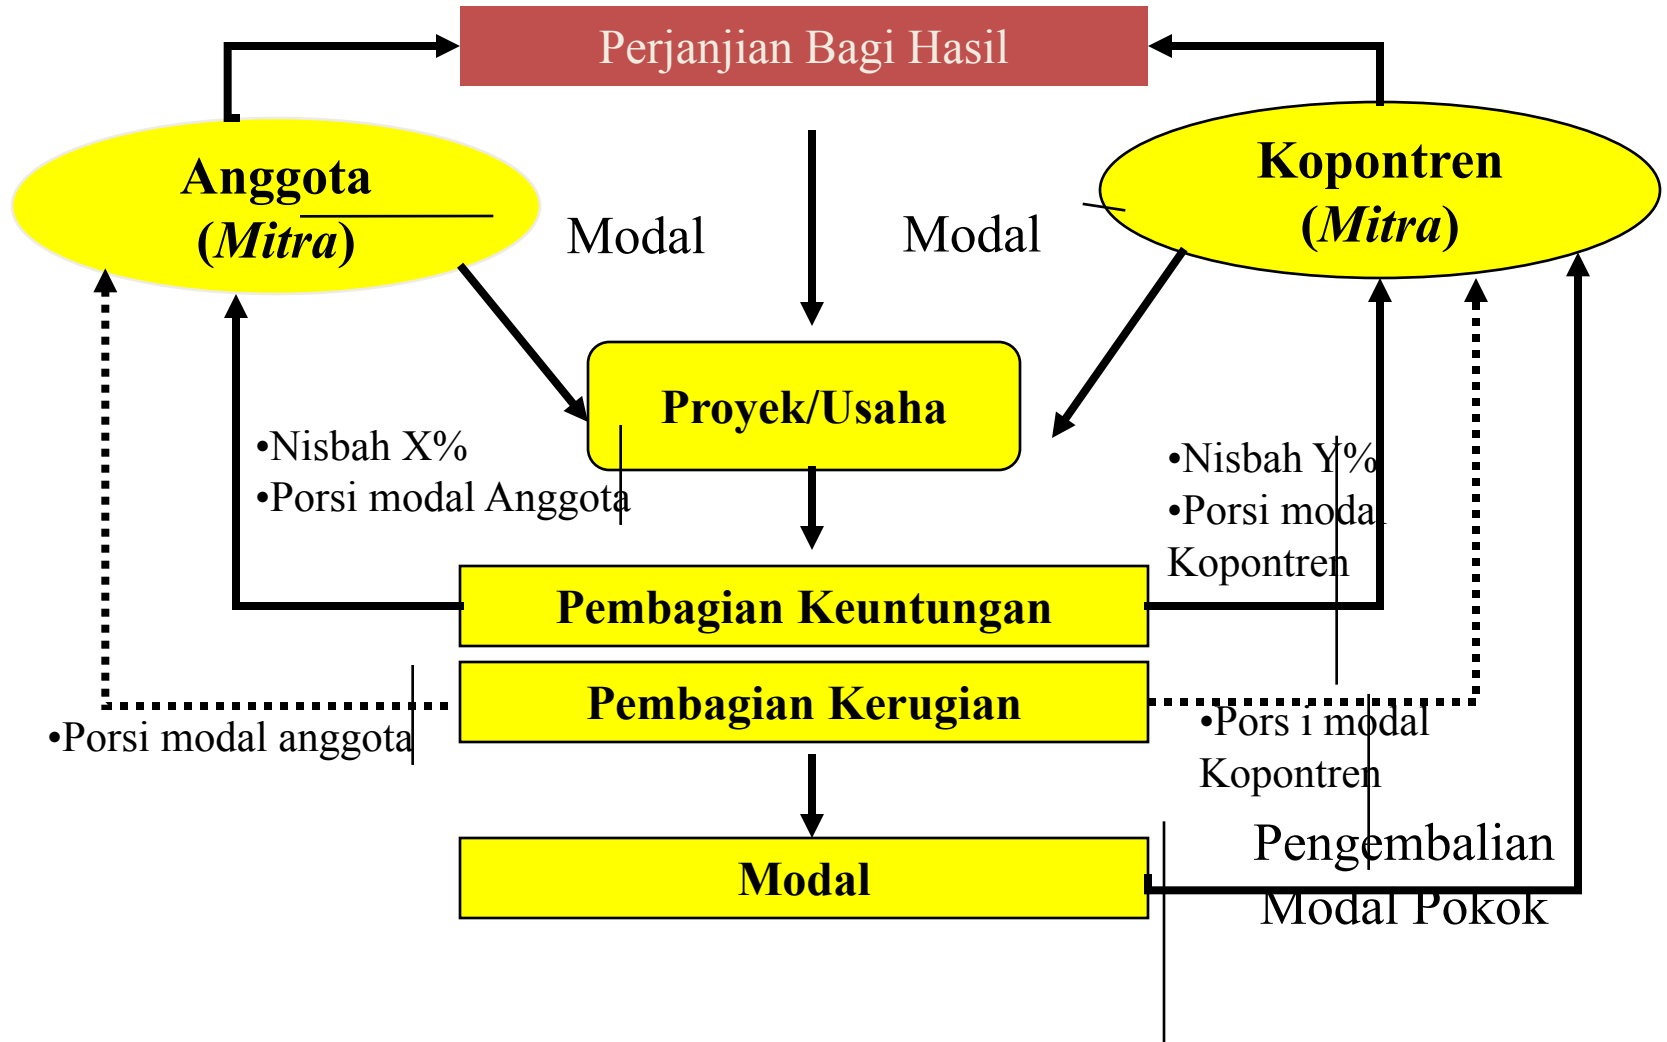 Perjanjian Bagi Hasil
Anggota
(Mitra)
Kopontren
(Mitra)
Modal
Modal
Proyek/Usaha
•Nisbah X%
•Porsi modal Anggota
•Nisbah Y%
•Porsi modal
Kopontren
Pembagian Keuntungan
Pembagian Kerugian
•Porsi modal anggota
•Pors i modal
Kopontren
Modal
Pengembalian
Modal Pokok